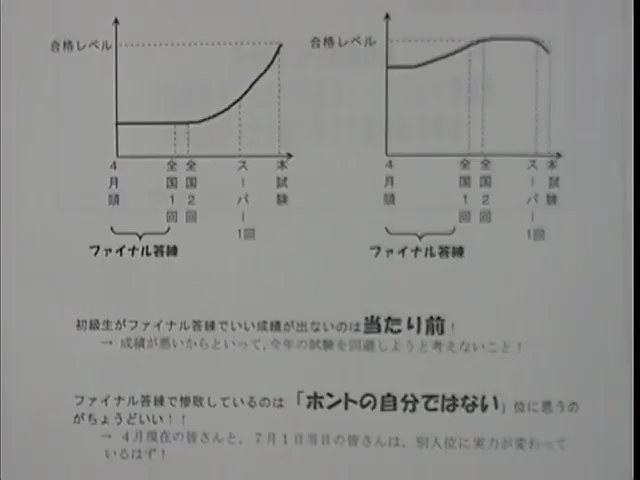 合格レベル
合格レベル
4月頭
全国1回
全国2回
スーパー1回
本試験
4月頭
全国1回
全国2回
スーパー1回
本試験
ファイナル答練
ファイナル答練
初級生がファイナル答練でいい成績が出ないのは当たり前！
→ 成績が悪いからといって、今年の試験を回避しようと考えないこと！
ファイナル答練で惨敗しているのは「ホントの自分ではない」位に思うの
がちょうどいい！！
→ 4月現在の皆さんと、7月1日当日の皆さんは、別人位に実力が変わって
いるはず！